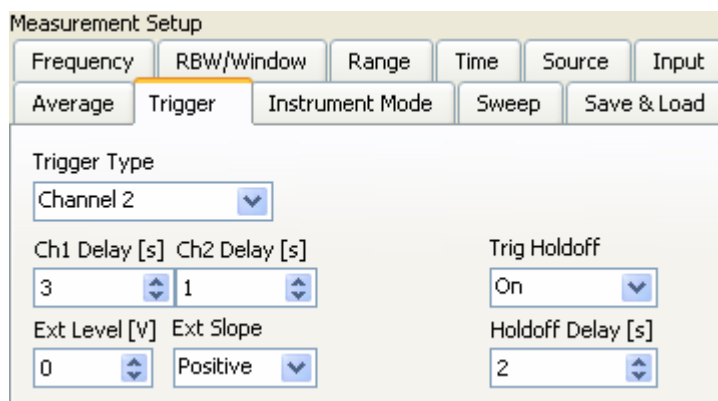 Measurement Setup
Frequency RBW/Window Range Time Source Input
Average Trigger Instrument Mode Sweep Save & Load
Trigger Type
Channel 2
Ch1 Delay [s] Ch2 Delay [s] Trig Holdoff
3 1 On
Ext Level [V] Ext Slope Holdoff Delay [s]
0 Positive 2